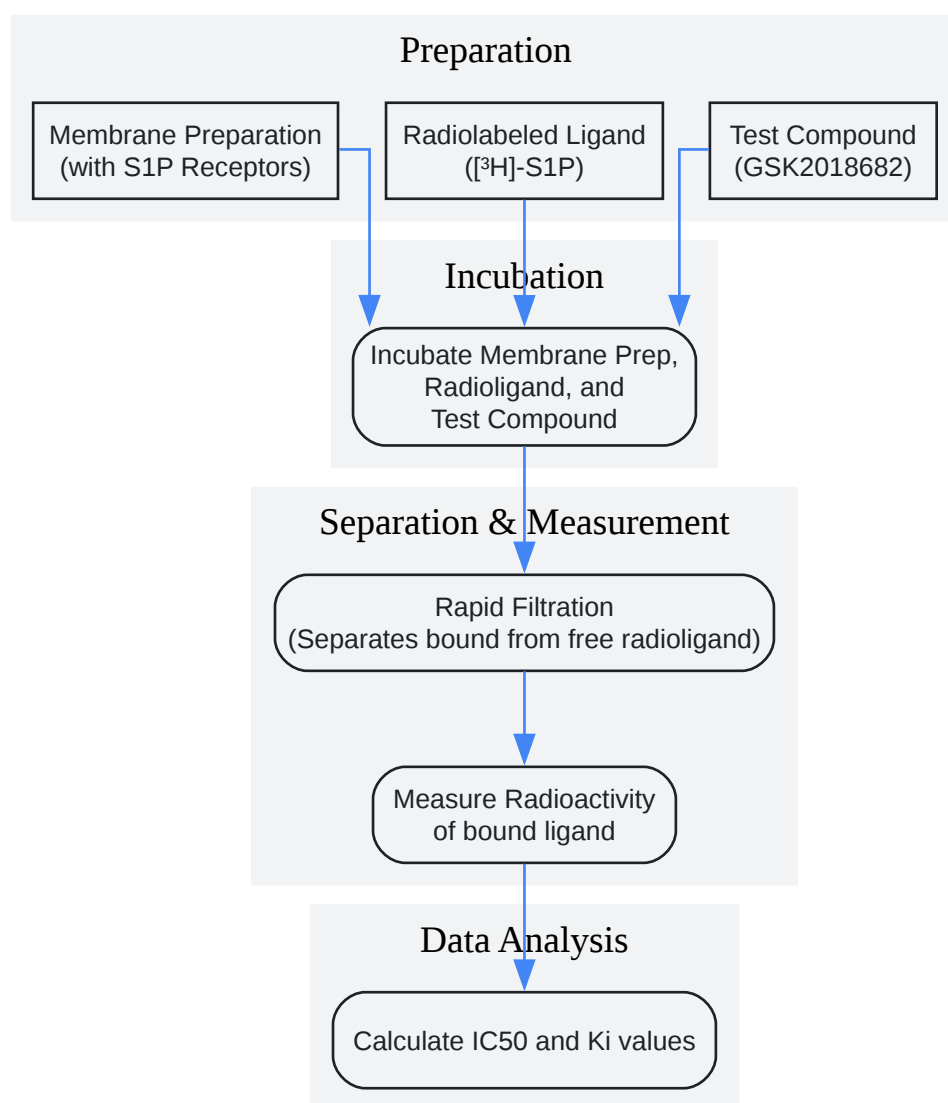 Preparation
Membrane Preparation
(with S1P Receptors)
Radiolabeled Ligand
([³H]-S1P)
Test Compound
(GSK2018682)
Incubation
Incubate Membrane Prep,
Radioligand, and
Test Compound
Separation & Measurement
Rapid Filtration
(Separates bound from free radioligand)
Measure Radioactivity
of bound ligand
Data Analysis
Calculate IC50 and Ki values